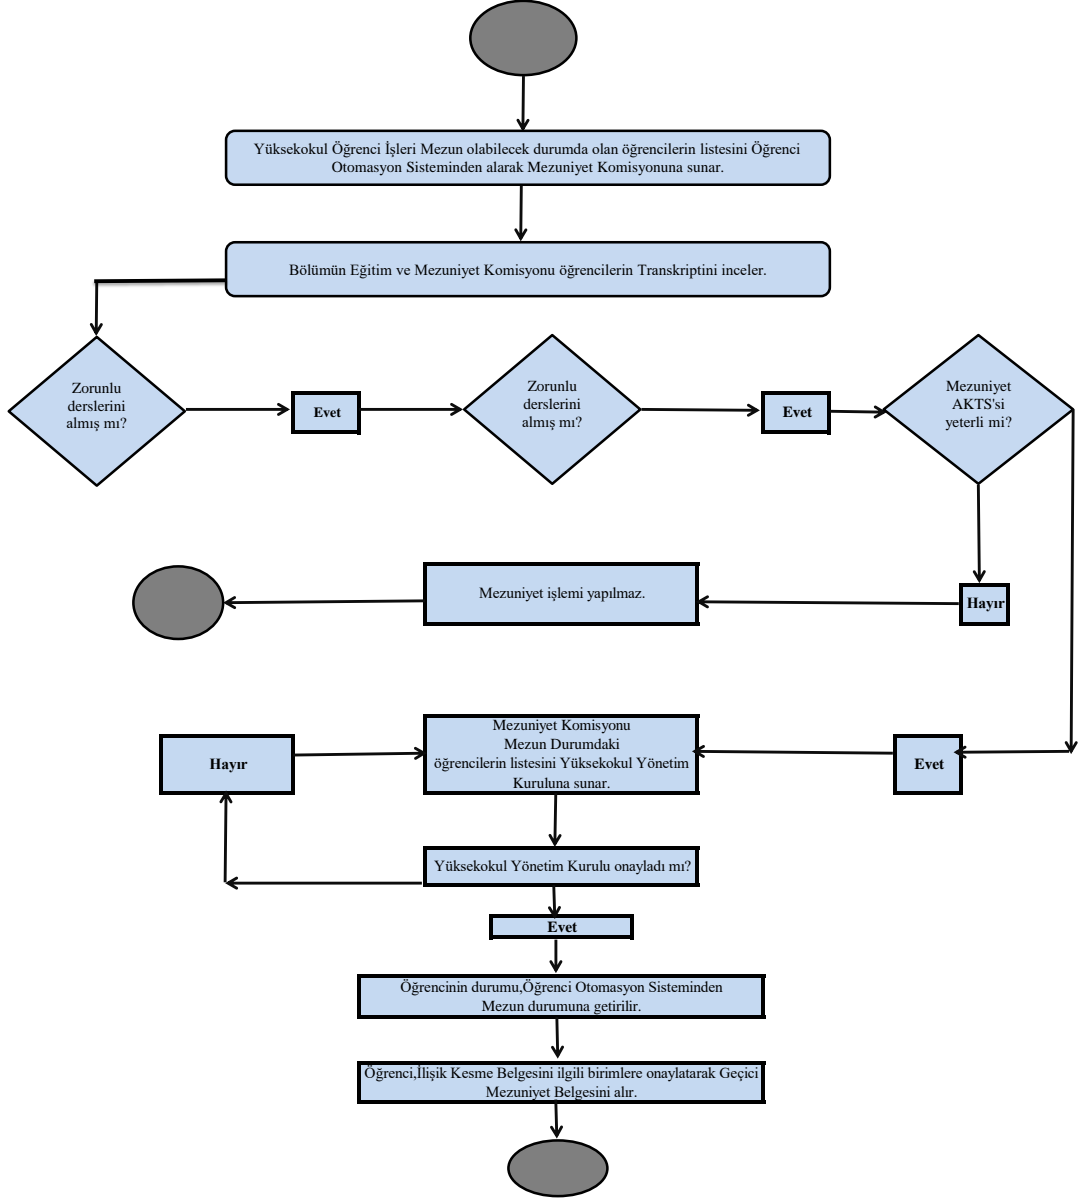 Yüksekokul Öğrenci İşleri Mezun olabilecek durumda olan öğrencilerin listesini Öğrenci
Otomasyon Sisteminden alarak Mezuniyet Komisyonuna sunar.
Bölümün Eğitim ve Mezuniyet Komisyonu öğrencilerin Transkriptini inceler.
Zorunlu
derslerini
almış mı?
Evet
Zorunlu
derslerini
almış mı?
Evet
Mezuniyet
AKTS'si
yeterli mi?
Mezuniyet işlemi yapılmaz.
Hayır
Hayır
Mezuniyet Komisyonu
Mezun Durumdaki
öğrencilerin listesini Yüksekokul Yönetim
Kuruluna sunar.
Evet
Yüksekokul Yönetim Kurulu onayladı mı?
Evet
Öğrencinin durumu,Öğrenci Otomasyon Sisteminden
Mezun durumuna getirilir.
Öğrenci,İlişik Kesme Belgesini ilgili birimlere onaylatarak Geçici
Mezuniyet Belgesini alır.